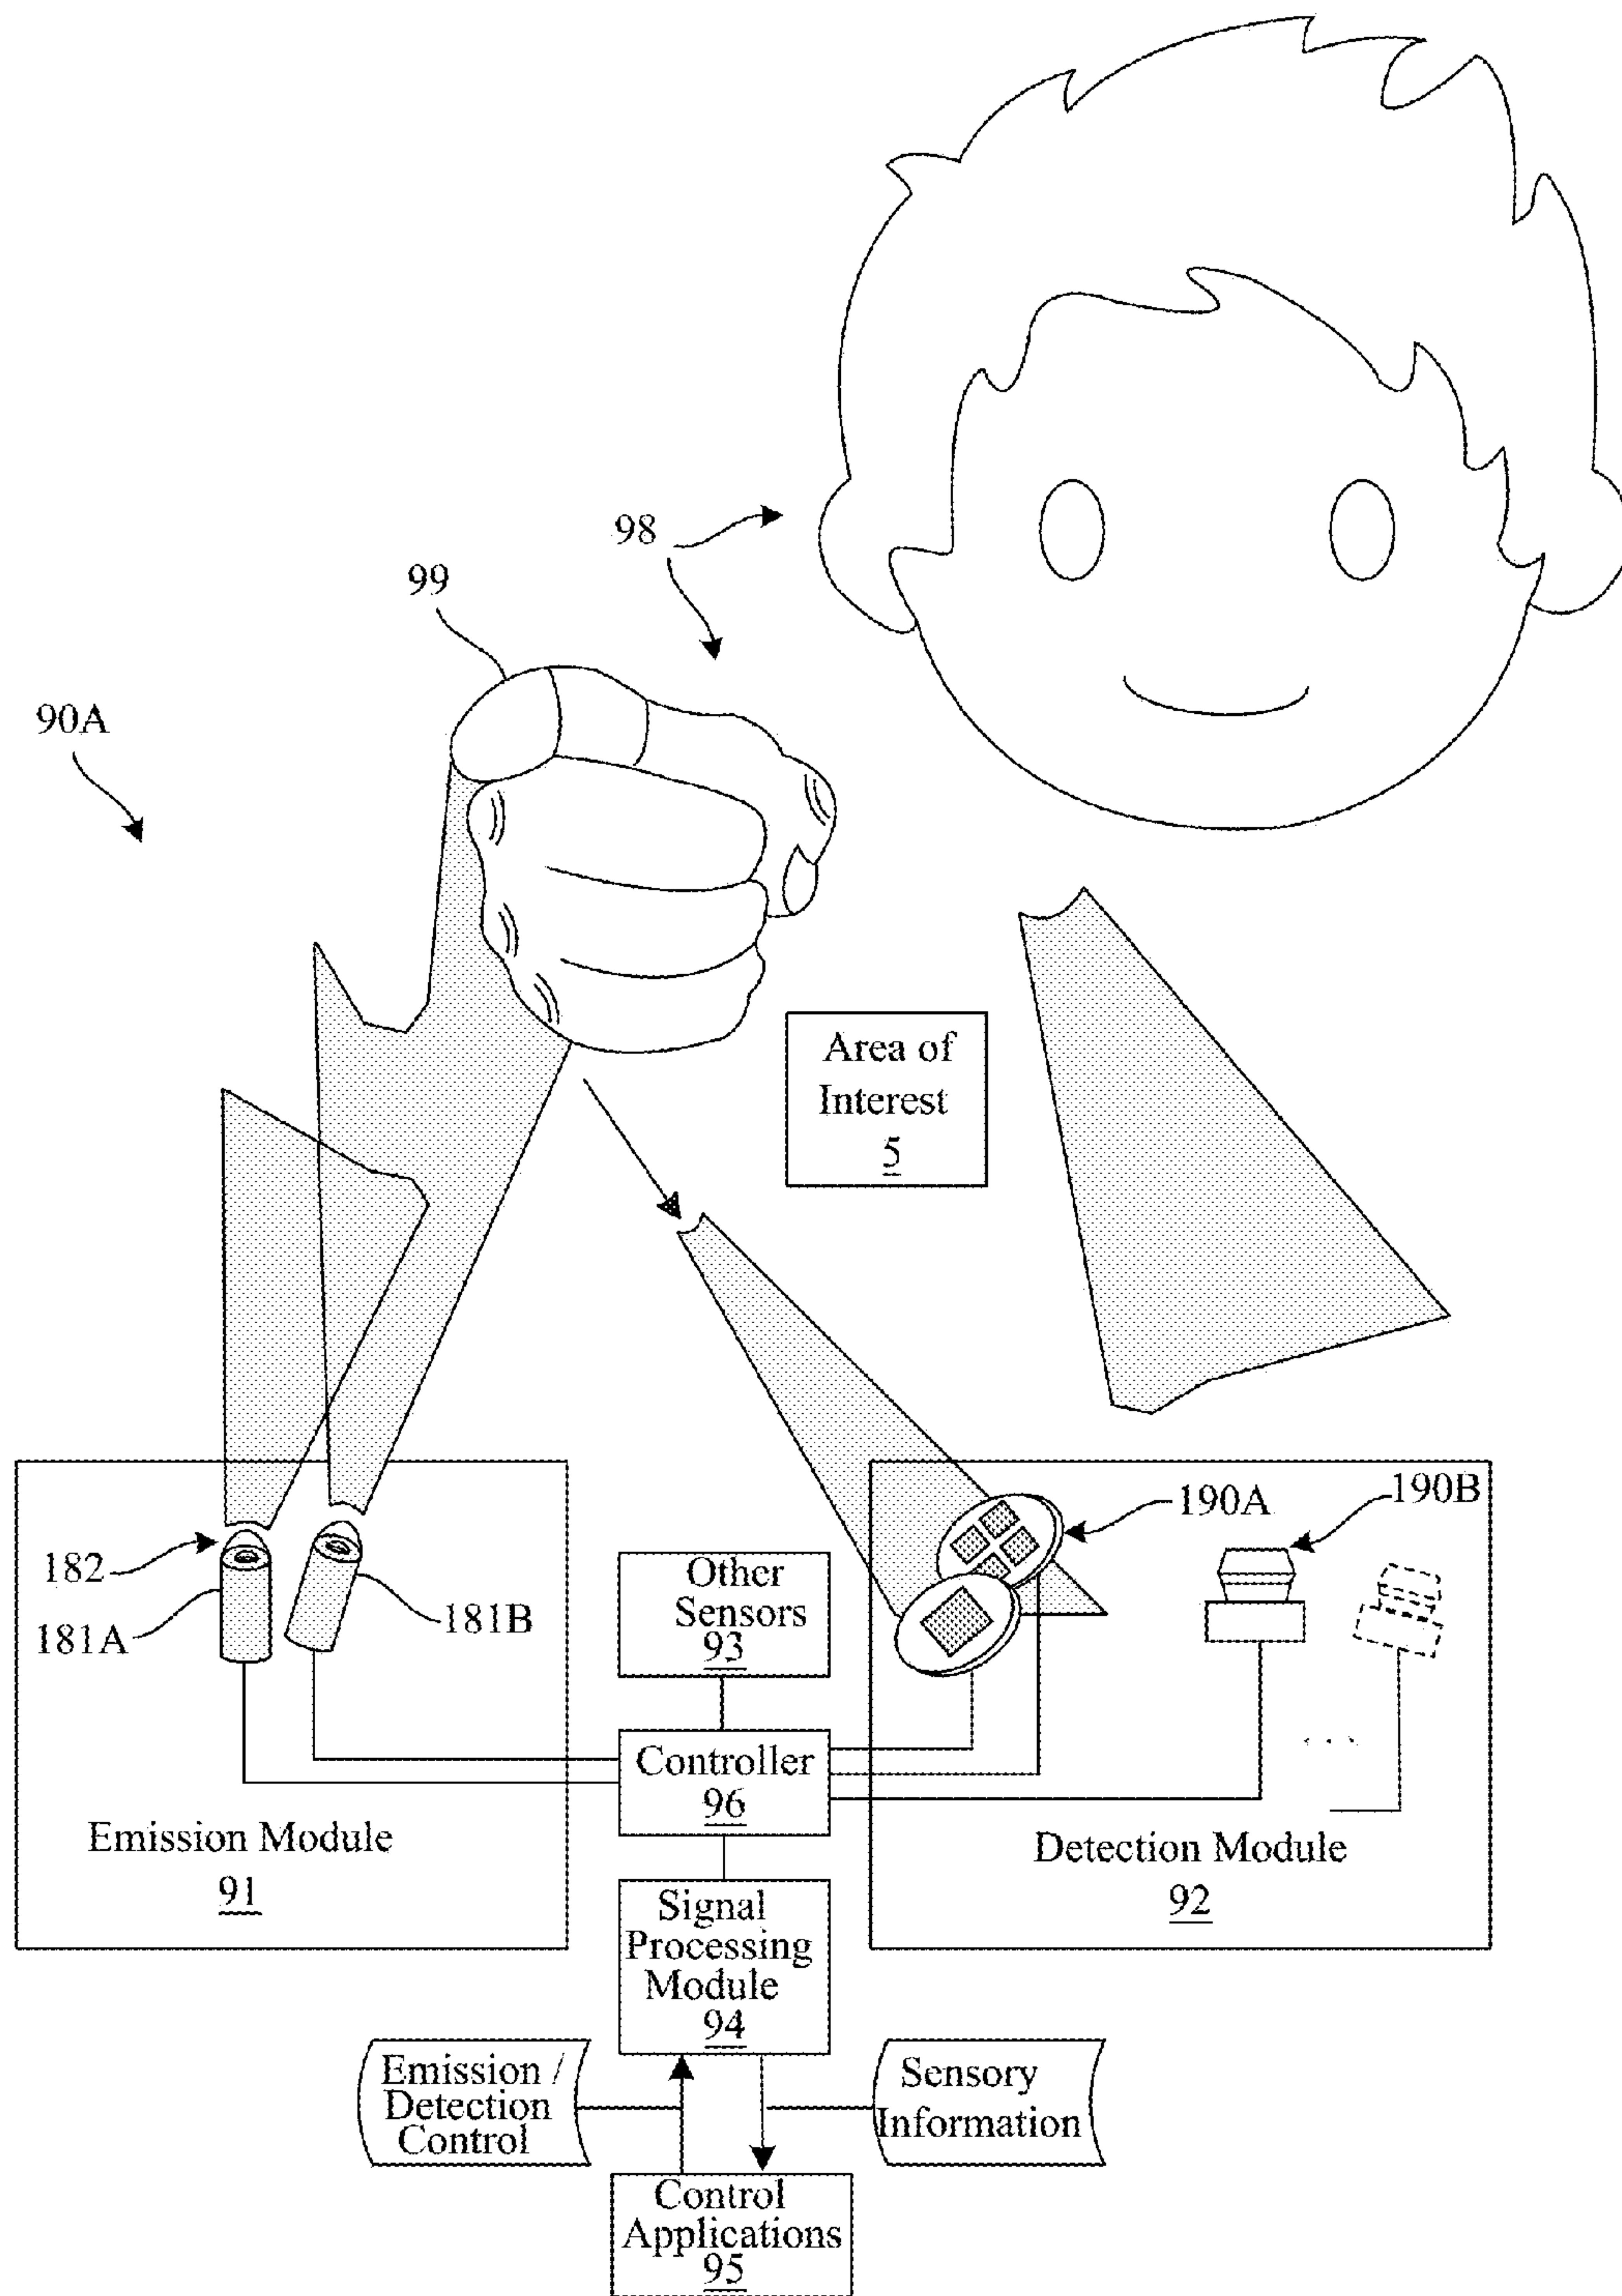 98
99
90A
Area of
Interest
5
190A
190B
182
181A
181B
Other
Sensors
93
Controller
96
Emission Module
91
Detection Module
92
Signal
Processing
Module
94
Emission /
Detection
Control
Sensory
Information
Control
Applications
95